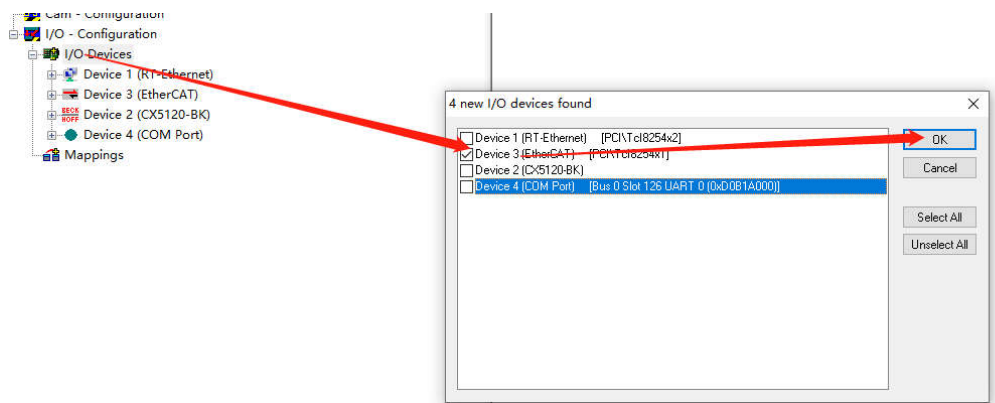 Cam - Configuration
I/O - Configuration
I/O Devices
Device 1 (RT-Ethernet)
Device 3 (EtherCAT)
BECK
HOFF
Device 2 (CX5120-BK)
Device 4 (COM Port)
Mappings
4 new I/O devices found
Device 1 (RT-Ethernet) [PCI\TcI8254x2]
Device 3 (EtherCAT) [PCI\TcI8254x1]
Device 2 (CX5120-BK)
Device 4 (COM Port) [Bus 0 Slot 126 UART 0 (0xD0B1A000)]
OK
Cancel
Select All
Unselect All